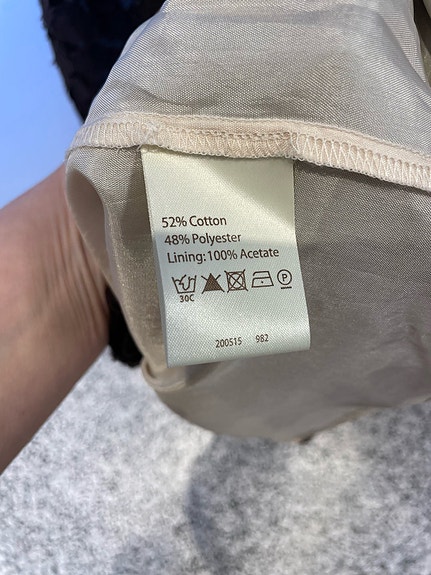 52% Cotton
48% Polyester
Lining:100% Acetate
30C P
200515 982